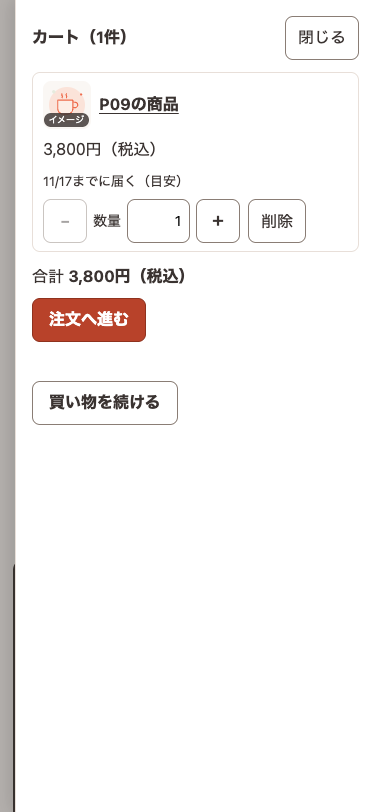 カート（1件）
閉じる
イメージ
P09の商品
3,800円（税込）
11/17までに届く（目安）
− 数量 1 + 削除
合計 3,800円（税込）
注文へ進む
買い物を続ける